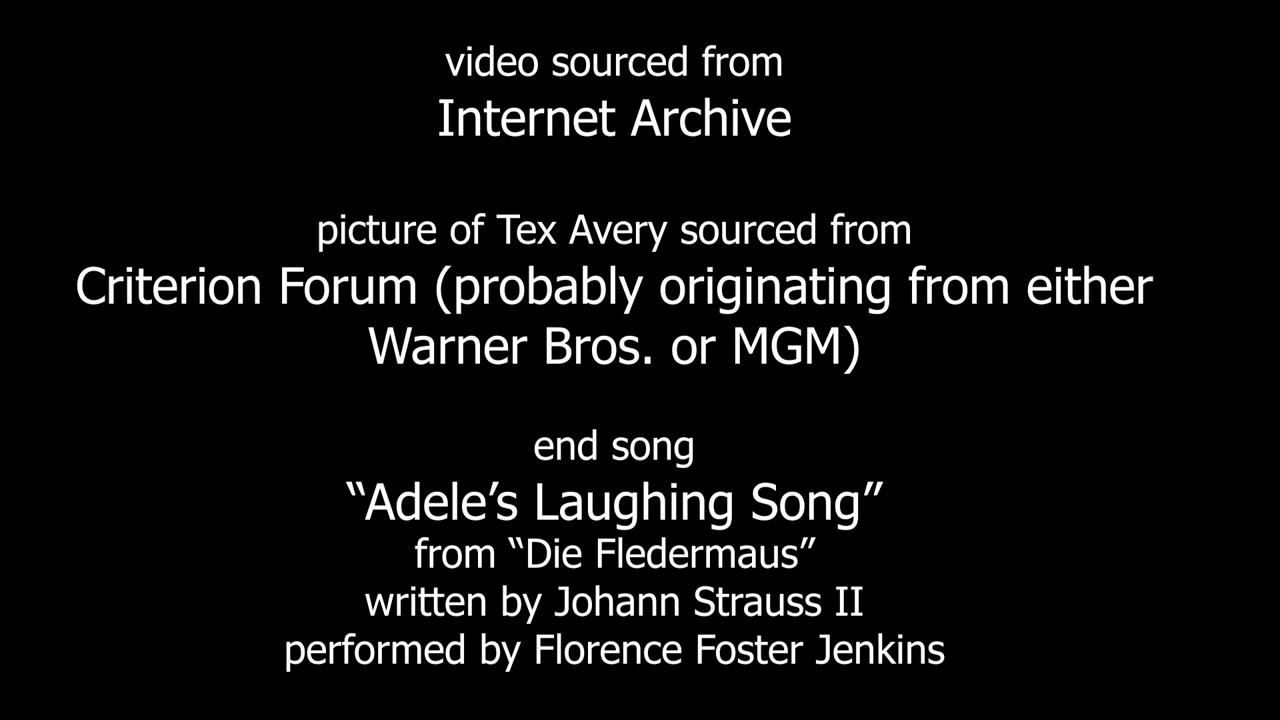 video sourced from
Internet Archive
picture of Tex Avery sourced from
Criterion Forum (probably originating from either
Warner Bros. or MGM)
end song
“Adele’s Laughing Song”
from “Die Fledermaus”
written by Johann Strauss II
performed by Florence Foster Jenkins